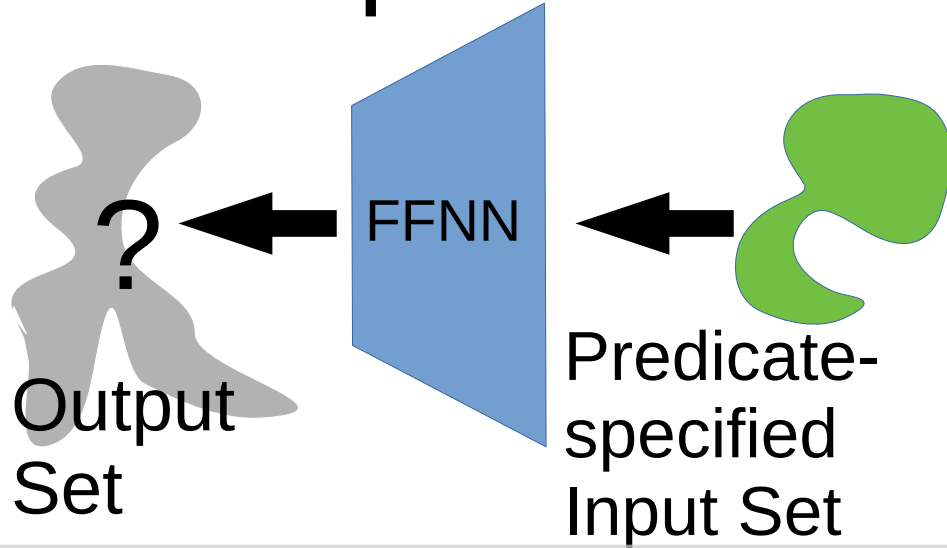 ?
FFNN
Output
Set
Predicate-
specified
Input Set